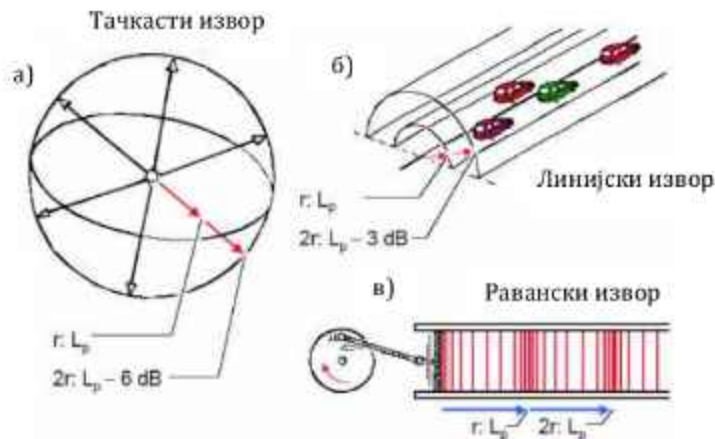 Тачкасти извор
а)
r: Lp
2r: Lp – 6 dB
б)
r: Lp
2r: Lp – 3 dB
Линијски извор
в)
Равански извор
r: Lp
2r: Lp